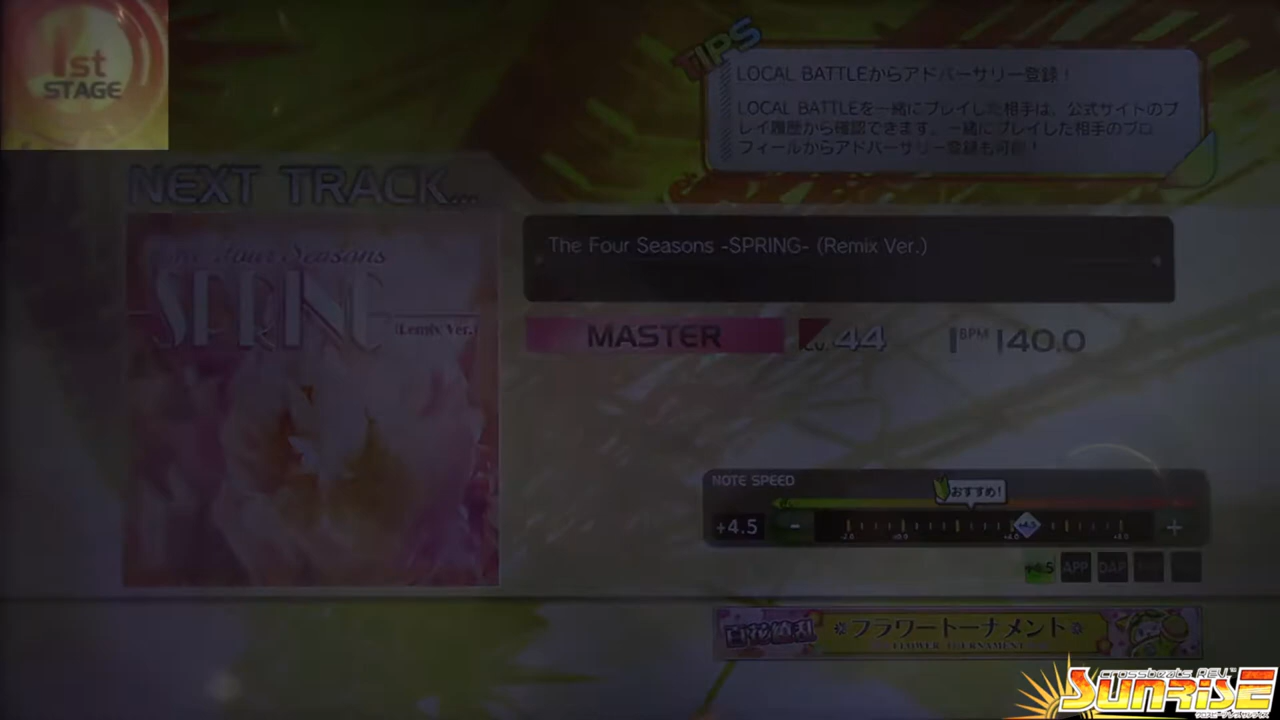 1st
STAGE
TIPS
LOCAL BATTLEからアドバーサリー登録！
LOCAL BATTLEを一緒にプレイした相手は、公式サイトのプ
レイ履歴から確認できます。一緒にプレイした相手のプロ
フィールからアドバーサリー登録も可能！
NEXT TRACK...
The Four Seasons
SPRING
(Remix Ver.)
The Four Seasons -SPRING- (Remix Ver.)
MASTER
Lv. 44
BPM 140.0
NOTE SPEED
おすすめ!
+4.5
-
+4.5
+
+4.5 APP DAP
フラワートーナメント
FLOWER TOURNAMENT
crossbeats REV.
SUNRISE